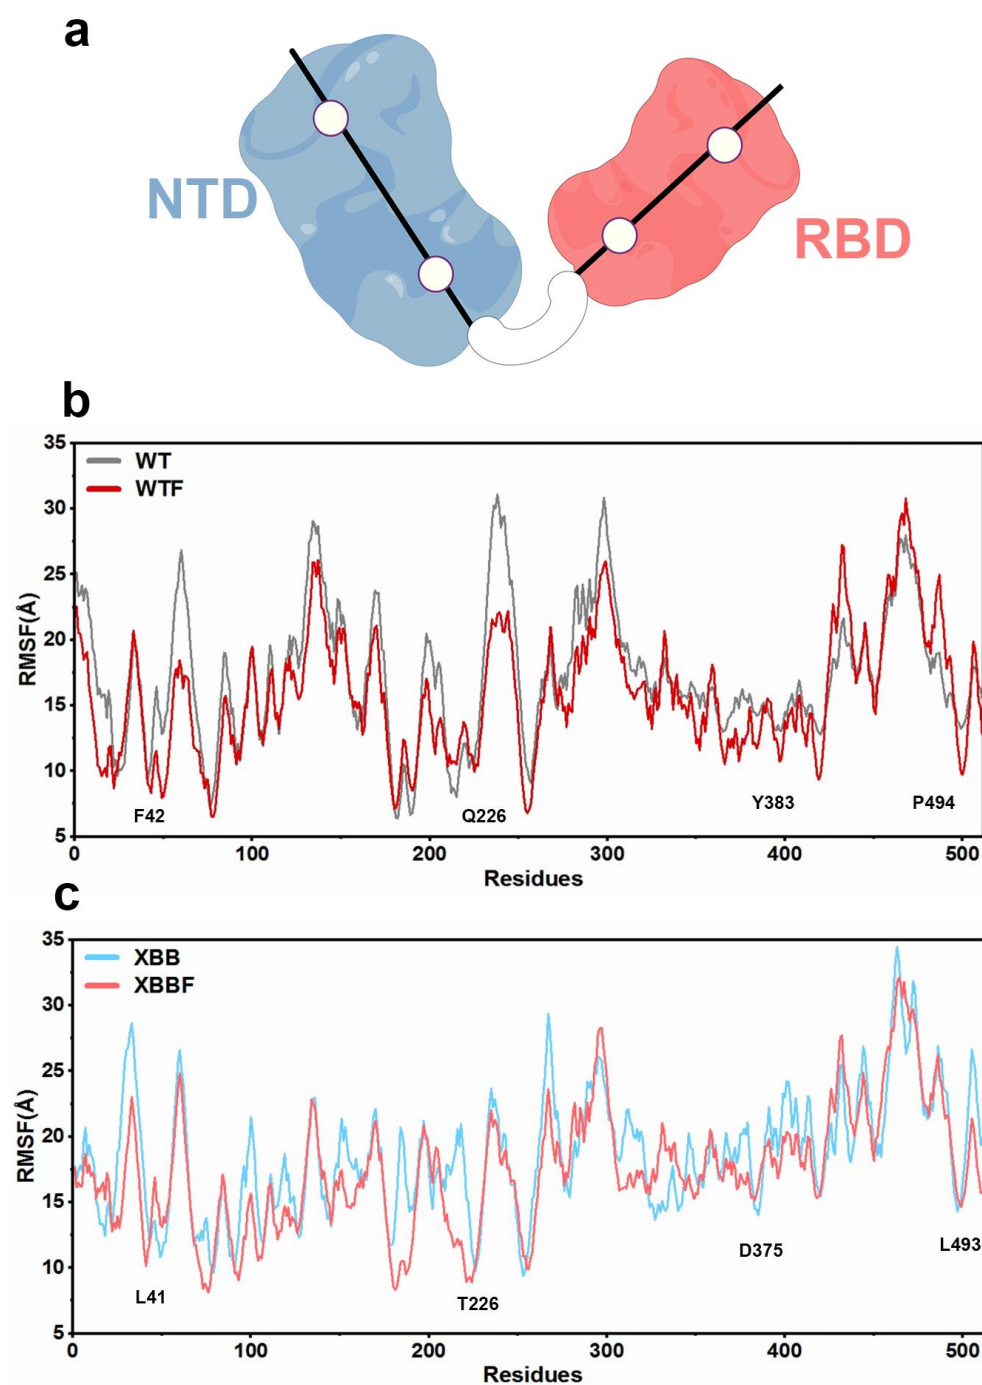 a
NTD
RBD
b
35
30
25
20
15
10
5
RMSF(Å)
WT
WTF
F42
Q226
Y383
P494
0
100
200
300
400
500
Residues
c
35
30
25
20
15
10
5
RMSF(Å)
XBB
XBBF
L41
T226
D375
L493
0
100
200
300
400
500
Residues